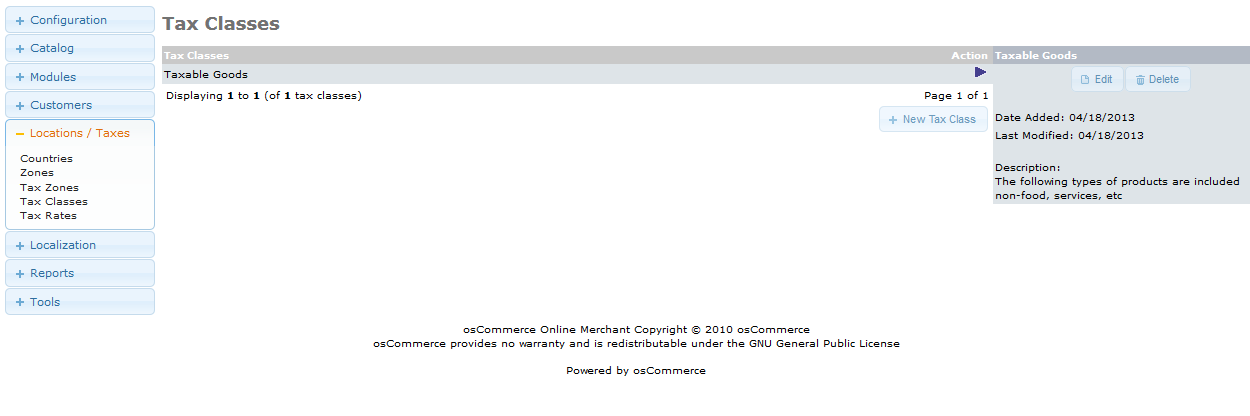 Configuration
Catalog
Modules
Customers
Locations / Taxes
Countries
Zones
Tax Zones
Tax Classes
Tax Rates
Localization
Reports
Tools
Tax Classes
Tax Classes Action
Taxable Goods
Displaying 1 to 1 (of 1 tax classes) Page 1 of 1
New Tax Class
Taxable Goods
Edit Delete
Date Added: 04/18/2013
Last Modified: 04/18/2013
Description:
The following types of products are included
non-food, services, etc
osCommerce Online Merchant Copyright © 2010 osCommerce
osCommerce provides no warranty and is redistributable under the GNU General Public License
Powered by osCommerce